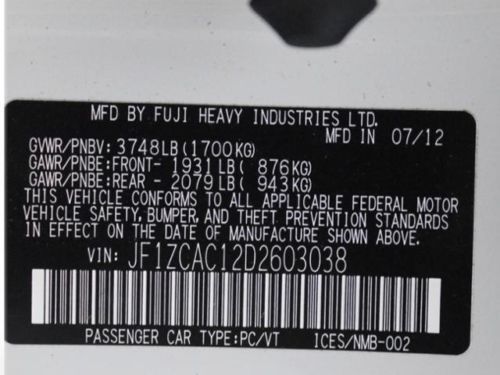 MFD BY FUJI HEAVY INDUSTRIES LTD.
MFD IN 07/12
GVWR/PNBV: 3748LB(1700KG)
GAWR/PNBE:FRONT- 1931LB( 876KG)
GAWR/PNBE:REAR - 2079LB( 943KG)
THIS VEHICLE CONFORMS TO ALL APPLICABLE FEDERAL MOTOR
VEHICLE SAFETY, BUMPER, AND THEFT PREVENTION STANDARDS
IN EFFECT ON THE DATE OF MANUFACTURE SHOWN ABOVE.
VIN: JF1ZCAC12D2603038
PASSENGER CAR TYPE:PC/VT ICES/NMB-002